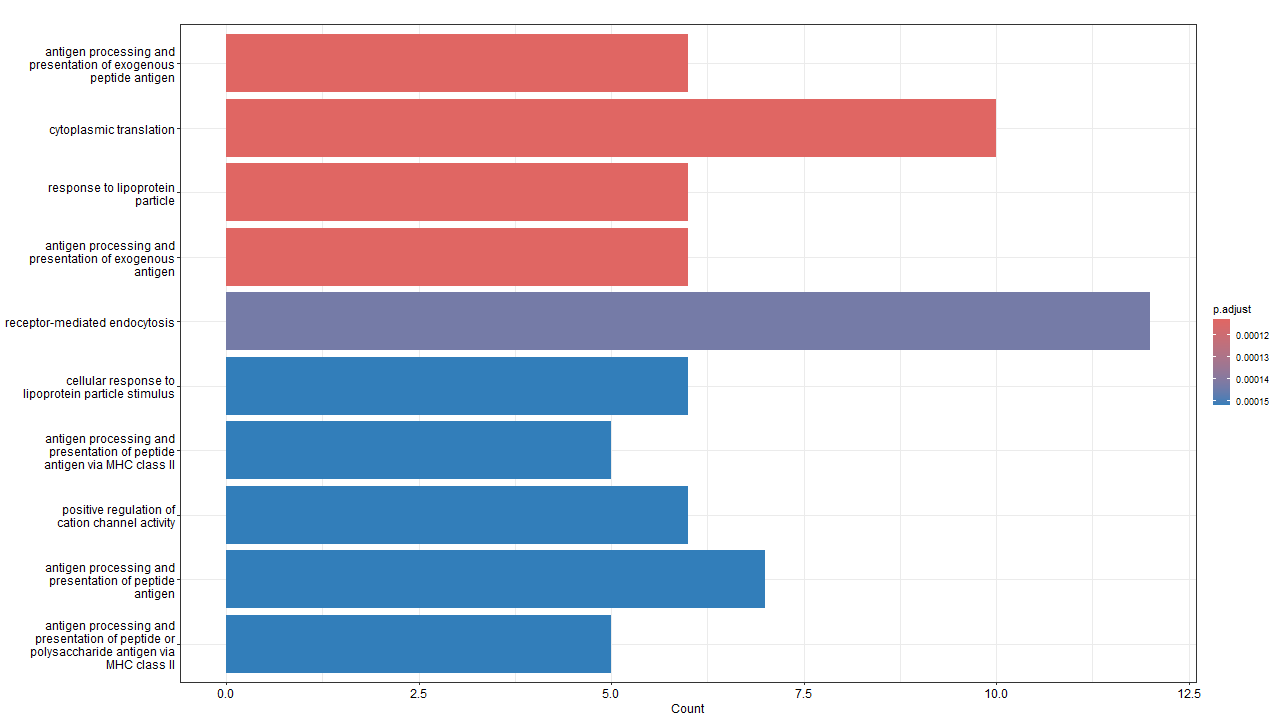 antigen processing and
presentation of exogenous
peptide antigen
cytoplasmic translation
response to lipoprotein
particle
antigen processing and
presentation of exogenous
antigen
receptor-mediated endocytosis
cellular response to
lipoprotein particle stimulus
antigen processing and
presentation of peptide
antigen via MHC class II
positive regulation of
cation channel activity
antigen processing and
presentation of peptide
antigen
antigen processing and
presentation of peptide or
polysaccharide antigen via
MHC class II
0.0 2.5 5.0 7.5 10.0 12.5
Count
p.adjust
0.00012
0.00013
0.00014
0.00015